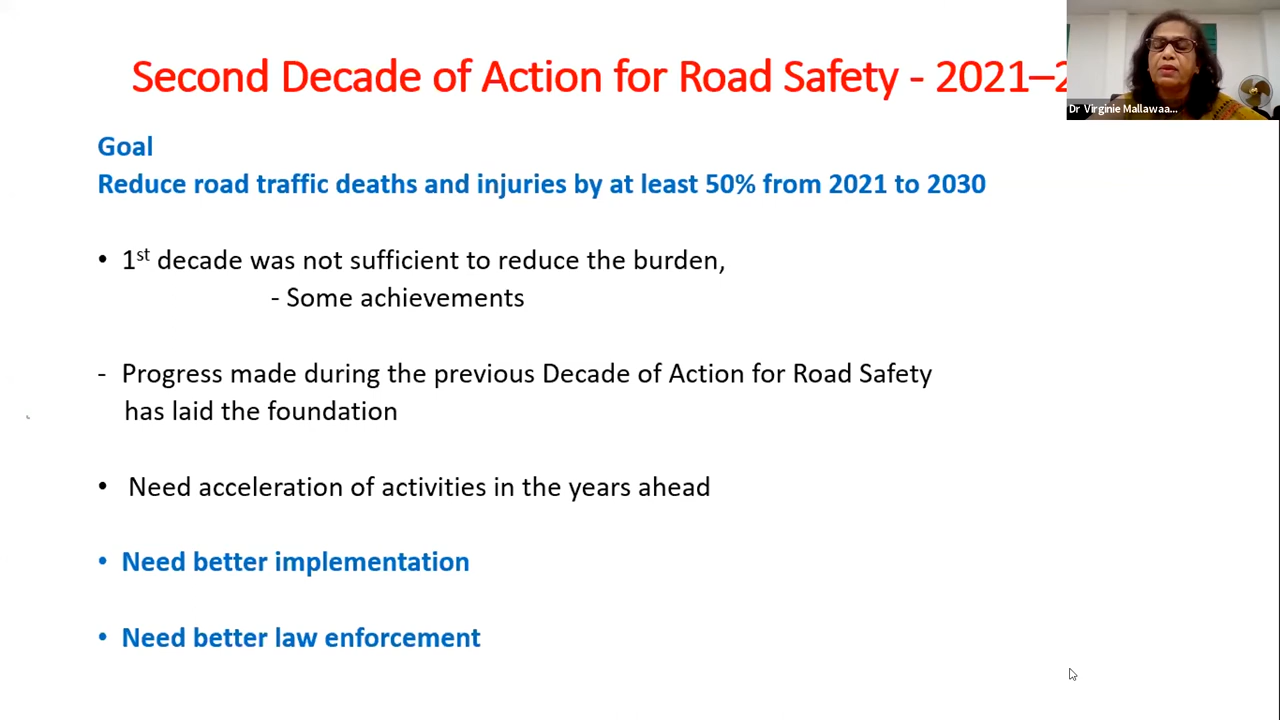 Second Decade of Action for Road Safety - 2021–2
Dr Virginie Mallawaa...
Goal
Reduce road traffic deaths and injuries by at least 50% from 2021 to 2030
• 1st decade was not sufficient to reduce the burden,
- Some achievements
- Progress made during the previous Decade of Action for Road Safety
has laid the foundation
• Need acceleration of activities in the years ahead
• Need better implementation
• Need better law enforcement